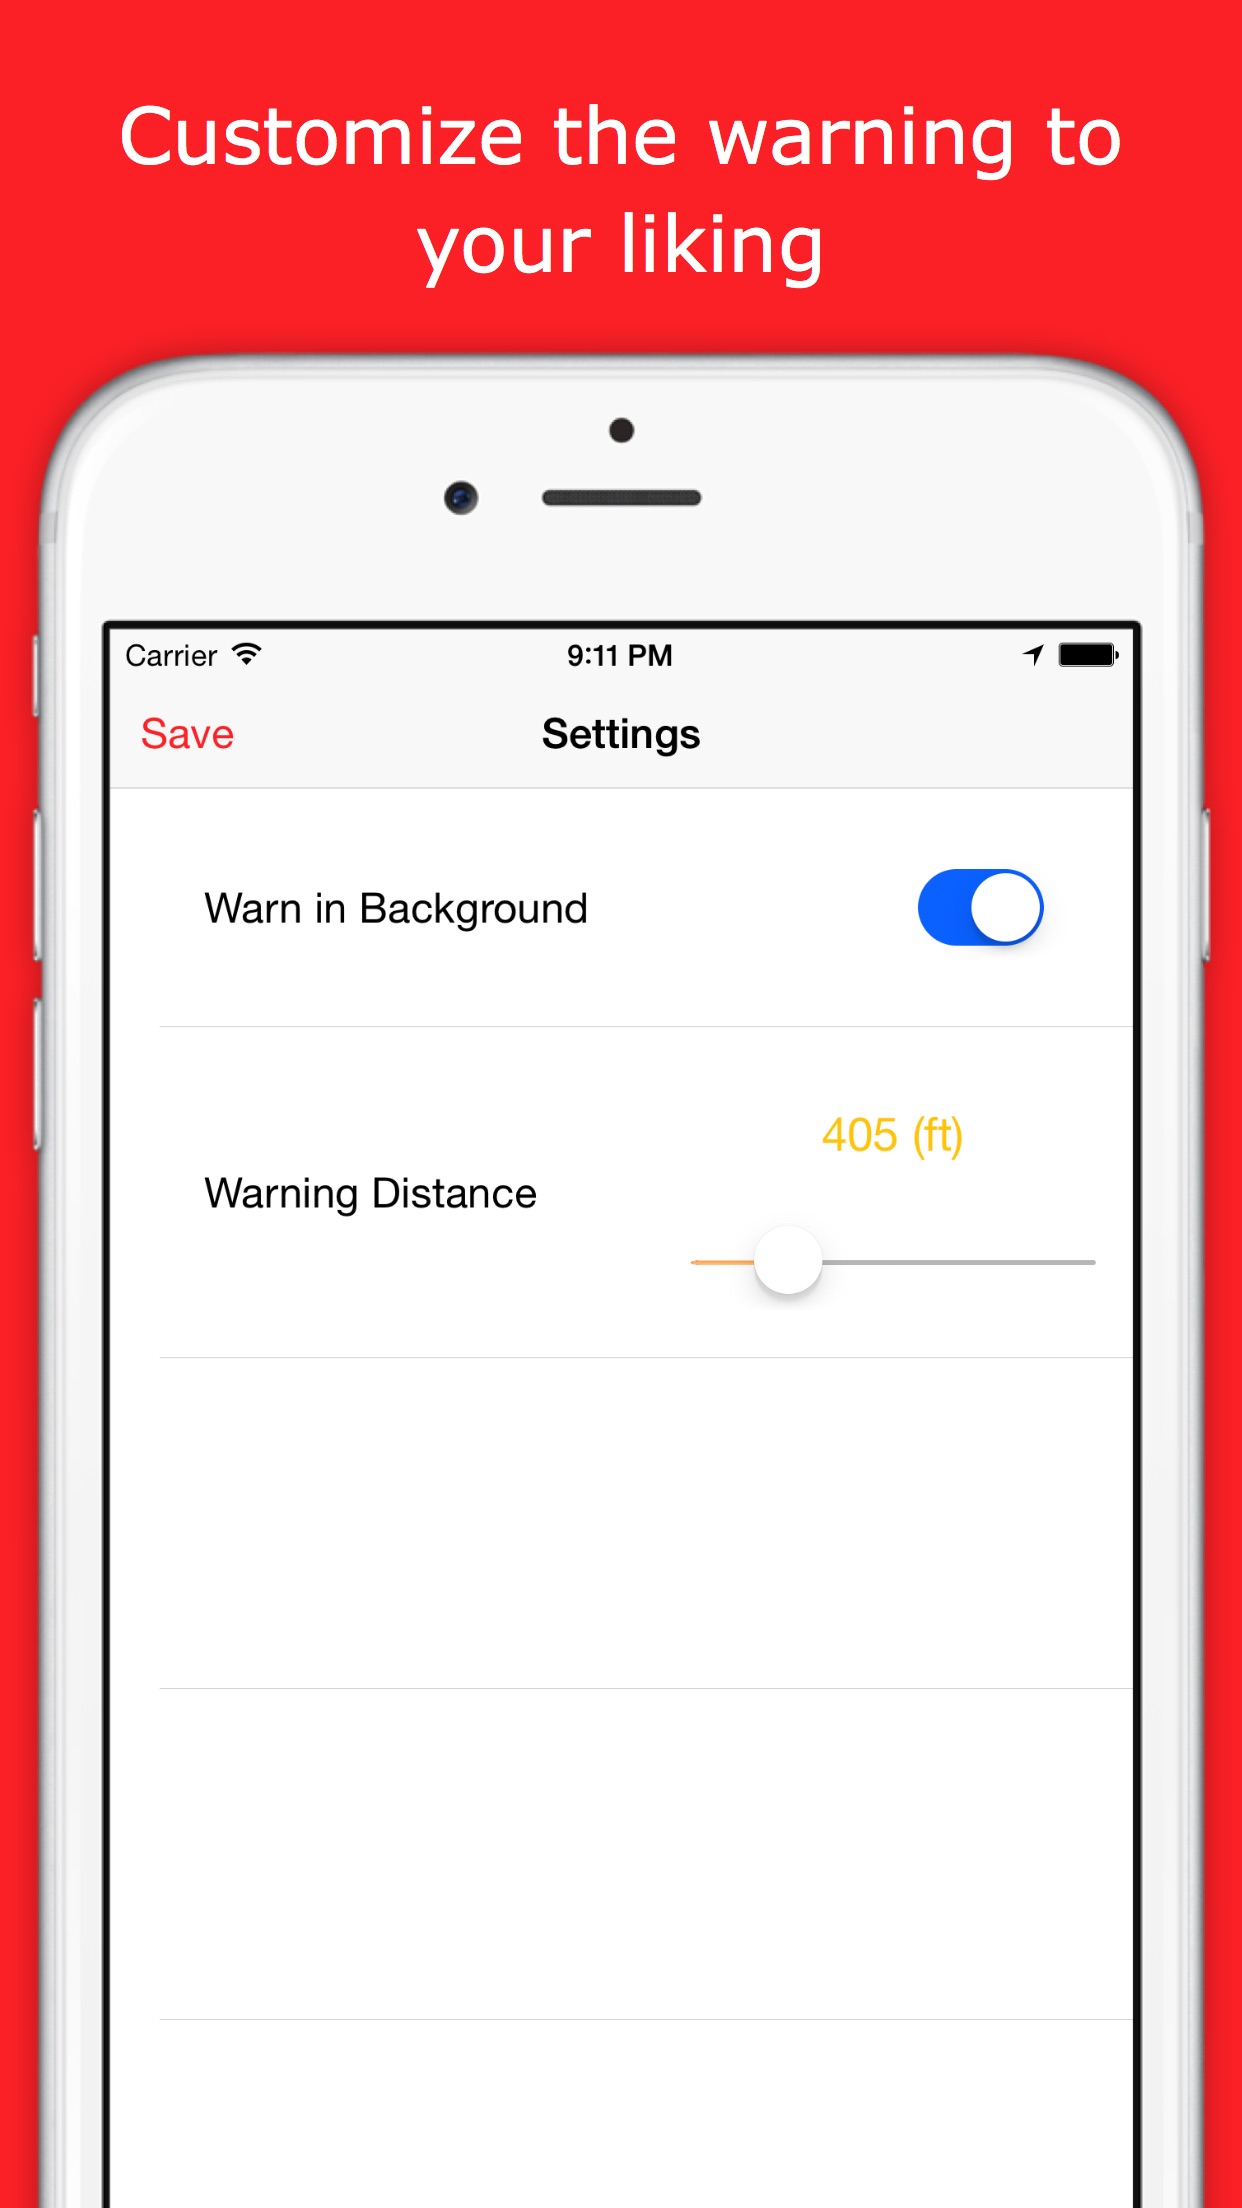 Customize the warning to
your liking
Carrier 9:11 PM
Save Settings
Warn in Background
405 (ft)
Warning Distance